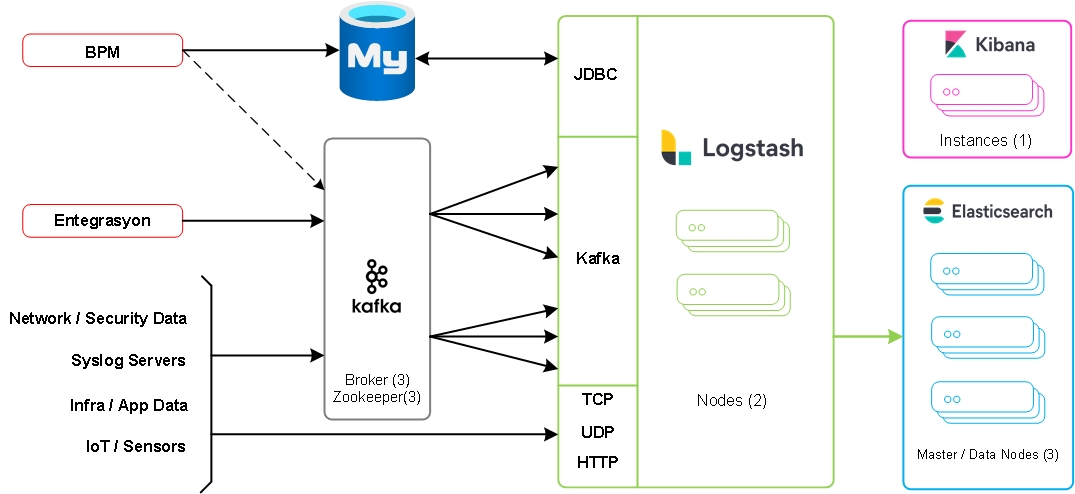 BPM
My
JDBC
Kibana
Instances (1)
Logstash
Entegrasyon
Elasticsearch
Kafka
kafka
Network / Security Data
Syslog Servers
Infra / App Data
IoT / Sensors
Broker (3)
Zookeeper(3)
TCP
UDP
HTTP
Nodes (2)
Master / Data Nodes (3)